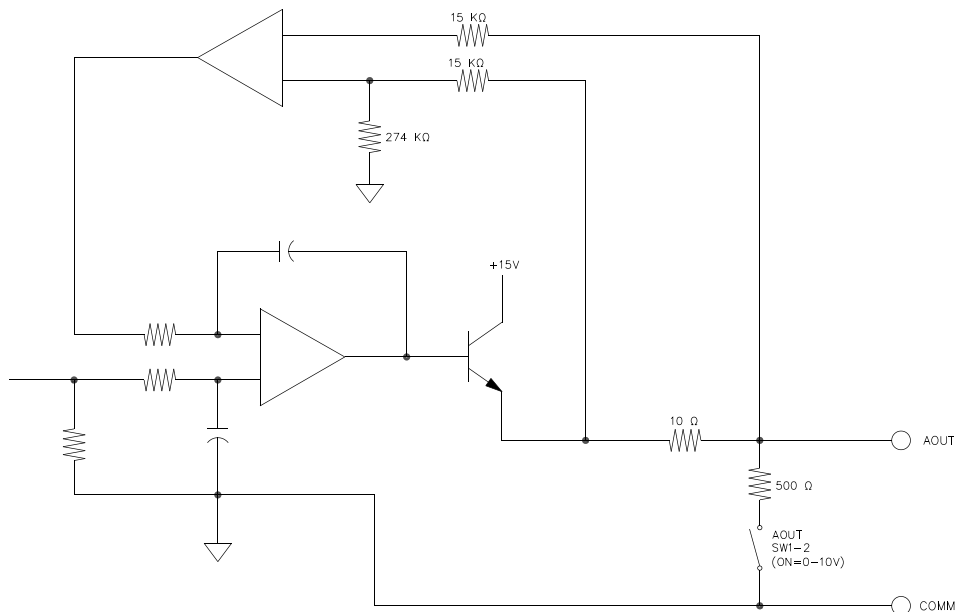 15 KΩ
15 KΩ
274 KΩ
+15V
10 Ω
AOUT
500 Ω
AOUT
SW1-2
(ON=0-10V)
COMM